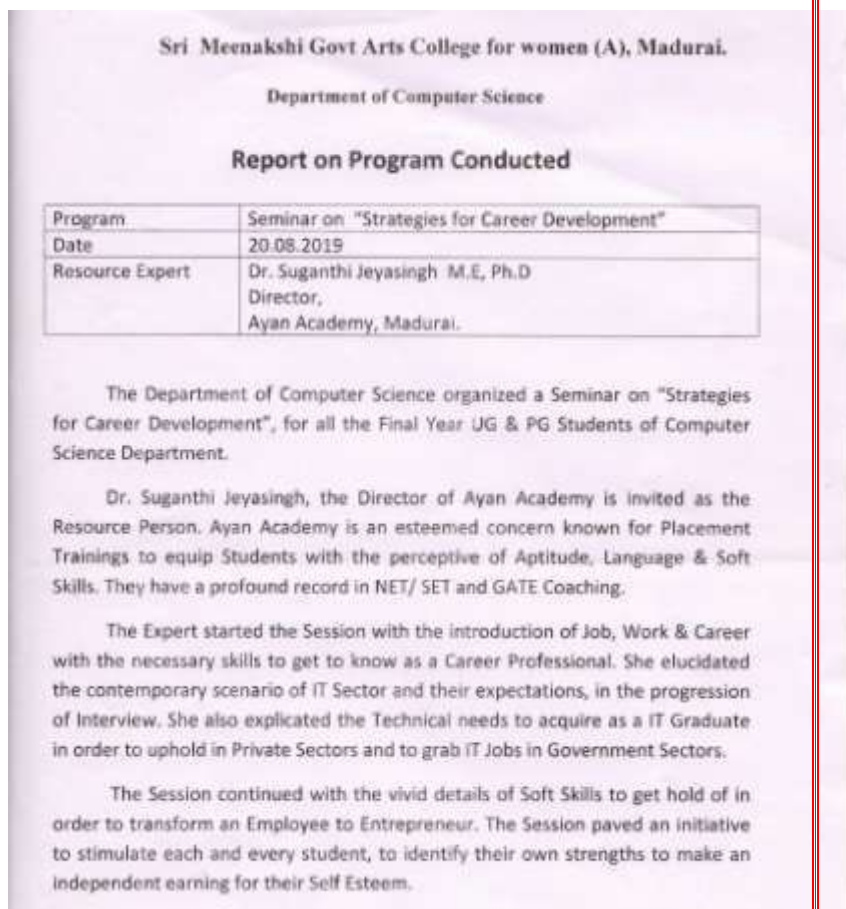 Sri Meenakshi Govt Arts College for women (A), Madurai.
Department of Computer Science
Report on Program Conducted
Program Seminar on "Strategies for Career Development"
Date 20.08.2019
Resource Expert Dr. Suganthi Jeyasingh M.E, Ph.D
Director,
Ayan Academy, Madurai.
The Department of Computer Science organized a Seminar on "Strategies
for Career Development", for all the Final Year UG & PG Students of Computer
Science Department.
Dr. Suganthi Jeyasingh, the Director of Ayan Academy is invited as the
Resource Person. Ayan Academy is an esteemed concern known for Placement
Trainings to equip Students with the perceptive of Aptitude, Language & Soft
Skills. They have a profound record in NET/ SET and GATE Coaching.
The Expert started the Session with the introduction of Job, Work & Career
with the necessary skills to get to know as a Career Professional. She elucidated
the contemporary scenario of IT Sector and their expectations, in the progression
of Interview. She also explicated the Technical needs to acquire as a IT Graduate
in order to uphold in Private Sectors and to grab IT Jobs in Government Sectors.
The Session continued with the vivid details of Soft Skills to get hold of in
order to transform an Employee to Entrepreneur. The Session paved an initiative
to stimulate each and every student, to identify their own strengths to make an
independent earning for their Self Esteem.